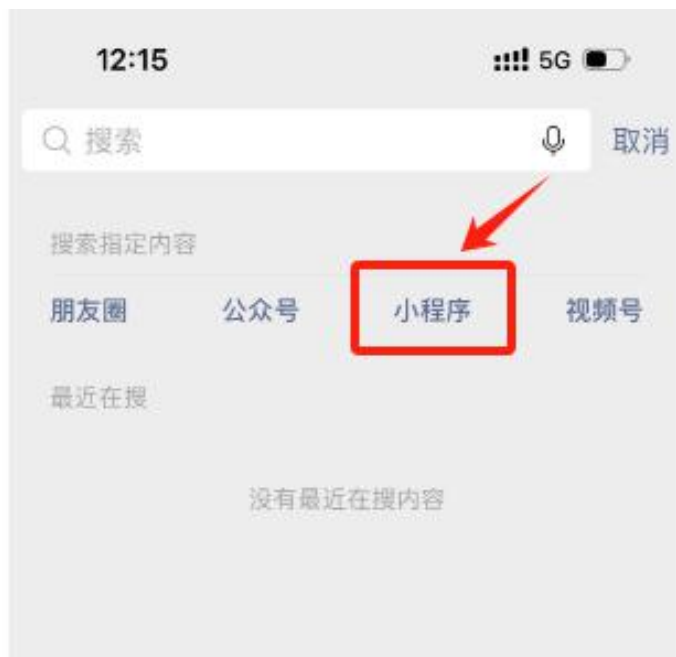 12:15 5G
搜索 取消
搜索指定内容
朋友圈 公众号 小程序 视频号
最近在搜
没有最近在搜内容